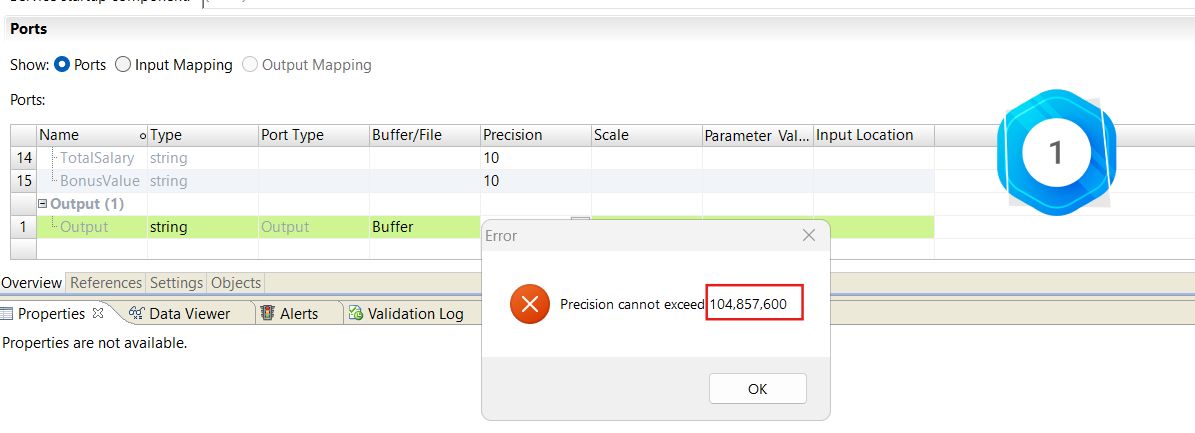 Ports
Show: Ports Input Mapping Output Mapping
Ports:
Name Type Port Type Buffer/File Precision Scale Parameter Val... Input Location
14 TotalSalary string 10
15 BonusValue string 10
Output (1)
1 Output string Output Buffer
Error
Precision cannot exceed 104,857,600
OK
Overview References Settings Objects
Properties Data Viewer Alerts Validation Log
Properties are not available.
1